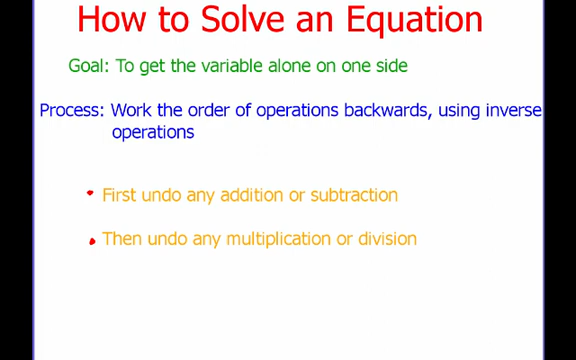 How to Solve an Equation
Goal: To get the variable alone on one side
Process: Work the order of operations backwards, using inverse
operations
First undo any addition or subtraction
Then undo any multiplication or division